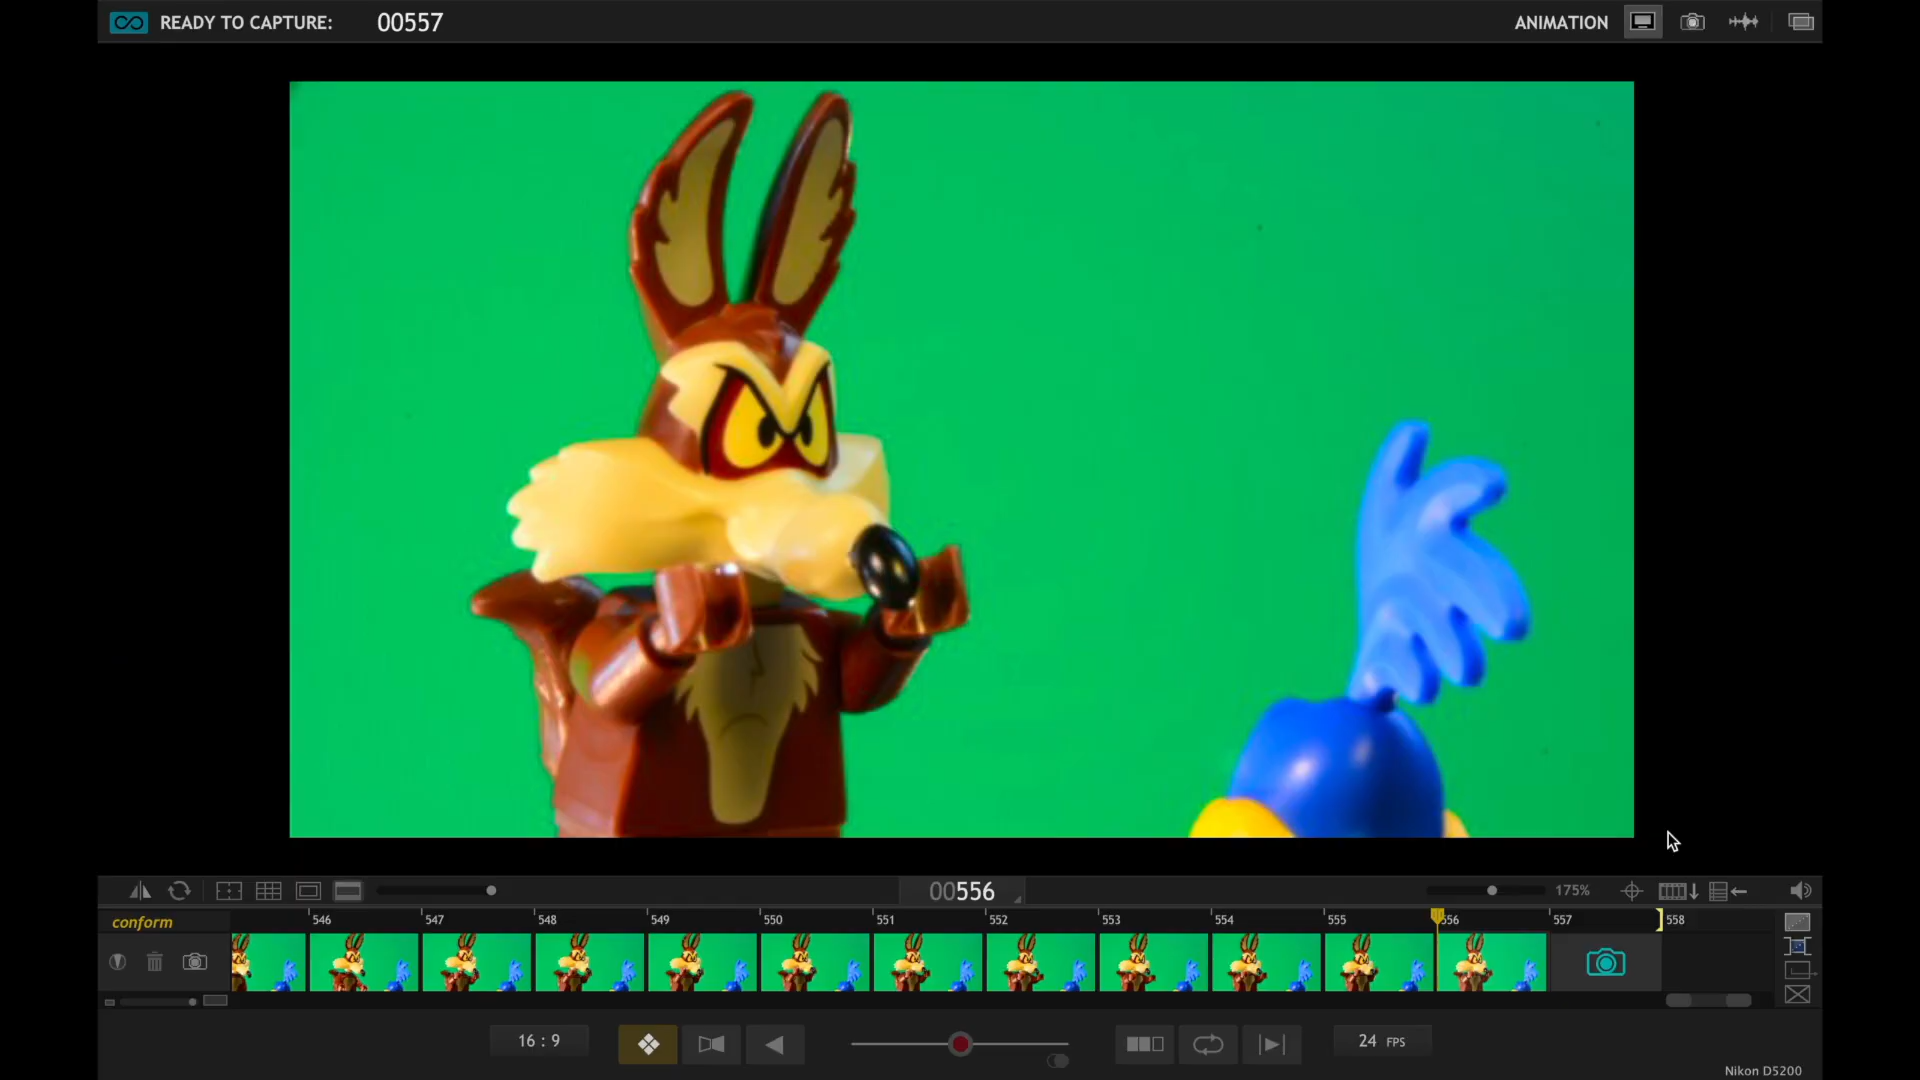 READY TO CAPTURE: 00557
ANIMATION
00556
175%
conform
546 547 548 549 550 551 552 553 554 555 556 557 558
16 : 9
24 FPS
Nikon D5200